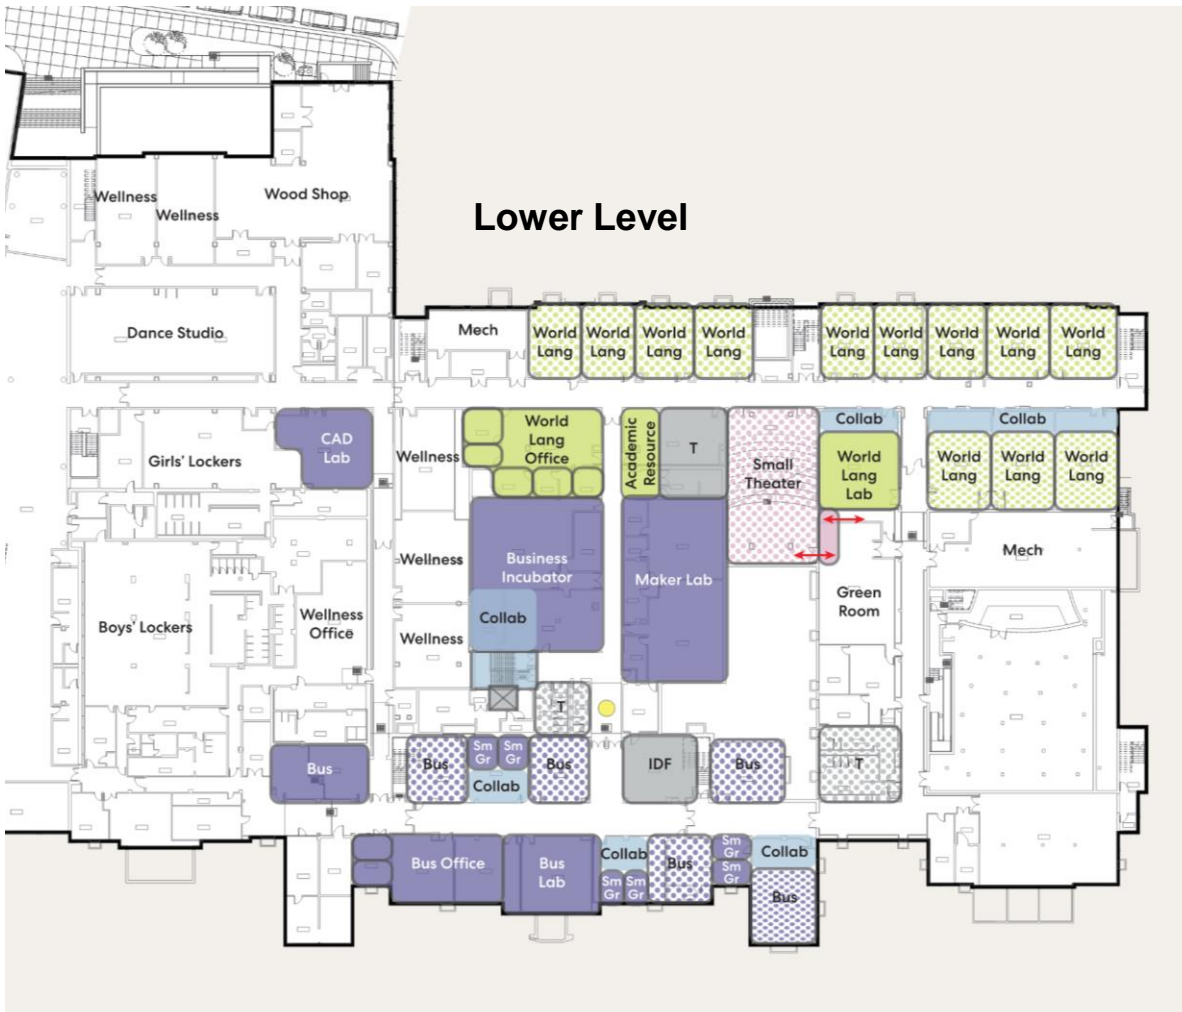 Wellness
Wellness
Wood Shop
Lower Level
Dance Studio
Mech
World
Lang
World
Lang
World
Lang
World
Lang
World
Lang
World
Lang
World
Lang
World
Lang
World
Lang
CAD
Lab
Girls' Lockers
Wellness
World
Lang
Office
Academic
Resource
T
Small
Theater
Collab
World
Lang
Lab
Collab
World
Lang
World
Lang
World
Lang
Business
Incubator
Wellness
Maker Lab
Mech
Green
Room
Boys' Lockers
Wellness
Office
Wellness
Collab
T
Bus
Bus
Sm
Gr
Sm
Gr
Collab
Bus
IDF
Bus
T
Bus Office
Bus
Lab
Collab
Sm
Gr
Sm
Gr
Bus
Sm
Gr
Sm
Gr
Collab
Bus